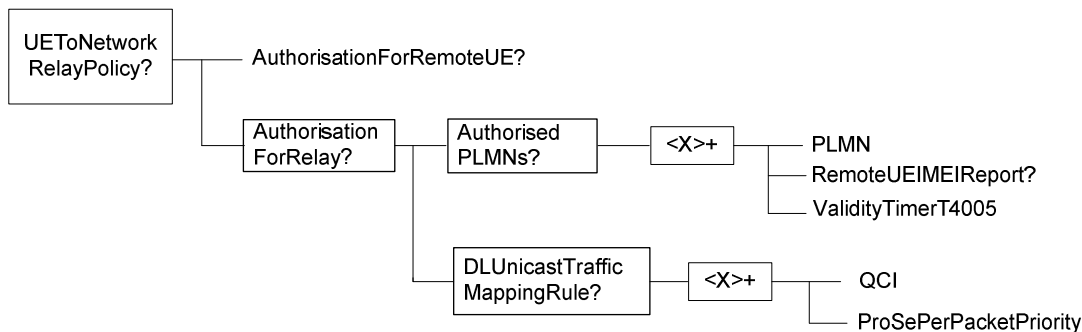 UEToNetwork
RelayPolicy?
AuthorisationForRemoteUE?
Authorisation
ForRelay?
Authorised
PLMNs?
<X>+
PLMN
RemoteUEIMEIReport?
ValidityTimerT4005
DLUnicastTraffic
MappingRule?
<X>+
QCI
ProSePerPacketPriority